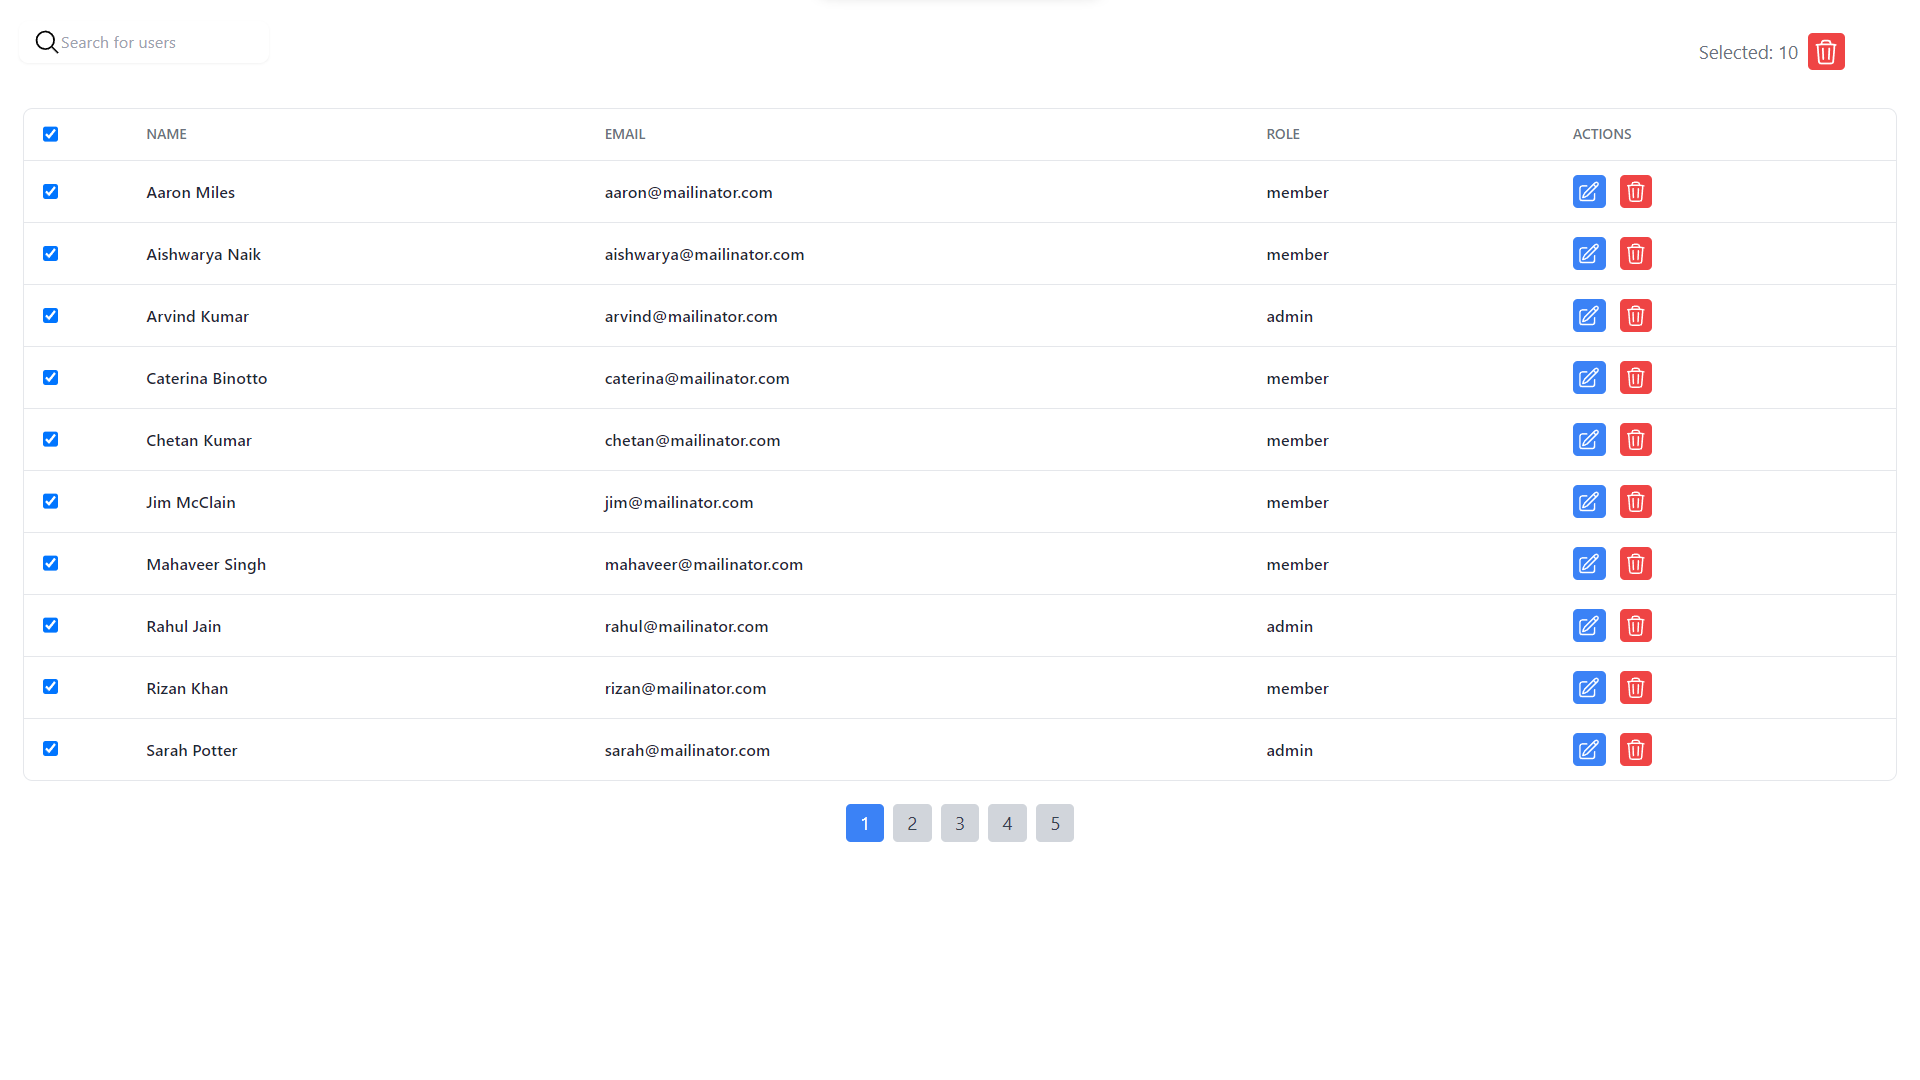 Search for users
Selected: 10
NAME EMAIL ROLE ACTIONS
Aaron Miles aaron@mailinator.com member
Aishwarya Naik aishwarya@mailinator.com member
Arvind Kumar arvind@mailinator.com admin
Caterina Binotto caterina@mailinator.com member
Chetan Kumar chetan@mailinator.com member
Jim McClain jim@mailinator.com member
Mahaveer Singh mahaveer@mailinator.com member
Rahul Jain rahul@mailinator.com admin
Rizan Khan rizan@mailinator.com member
Sarah Potter sarah@mailinator.com admin
1 2 3 4 5